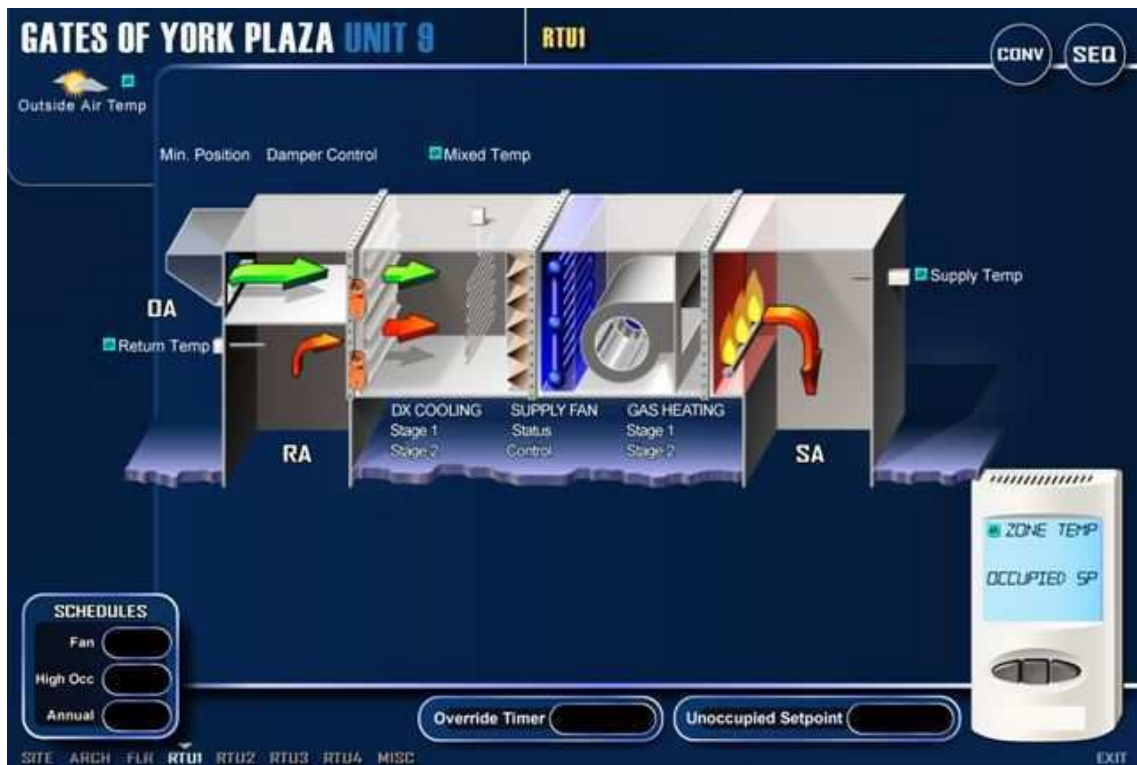 GATES OF YORK PLAZA UNIT 9
RTU1
CONV
SEQ
Outside Air Temp
Min. Position
Damper Control
Mixed Temp
OA
Supply Temp
Return Temp
DX COOLING
Stage 1
Stage 2
SUPPLY FAN
Status
Control
GAS HEATING
Stage 1
Stage 2
RA
SA
ZONE TEMP
OCCUPIED SP
SCHEDULES
Fan
High Occ
Annual
Override Timer
Unoccupied Setpoint
SITE ARCH FLR RTU1 RTU2 RTU3 RTU4 MISC
EXIT